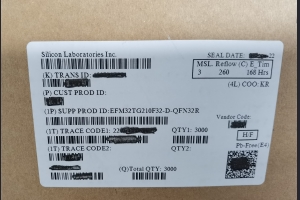 Silicon Laboratories Inc.
SEAL DATE: 22
MSL Reflow (C) E_Tim
3 260 168 Hrs
(K) TRANS ID:
(4L) COO: KR
(P) CUST PROD ID:
(1P) SUPP PROD ID:EFM32TG210F32-D-QFN32R
Vendor Code:
(1T) TRACE CODE1: 22 QTY1: 3000
H/F
(1T) TRACE CODE2: QTY2:
Pb-Free(E4)
(Q)Total QTY: 3000